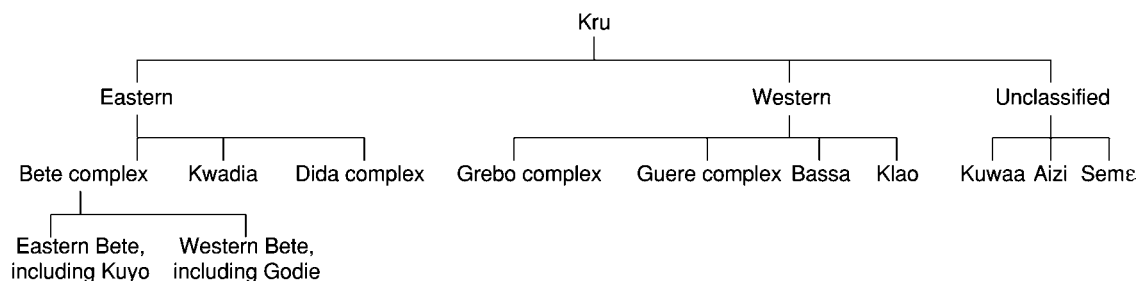 Kru
Eastern Western Unclassified
Bete complex Kwadia Dida complex Grebo complex Guere complex Bassa Klao Kuwaa Aizi Semɛ
Eastern Bete, Western Bete,
including Kuyo including Godie